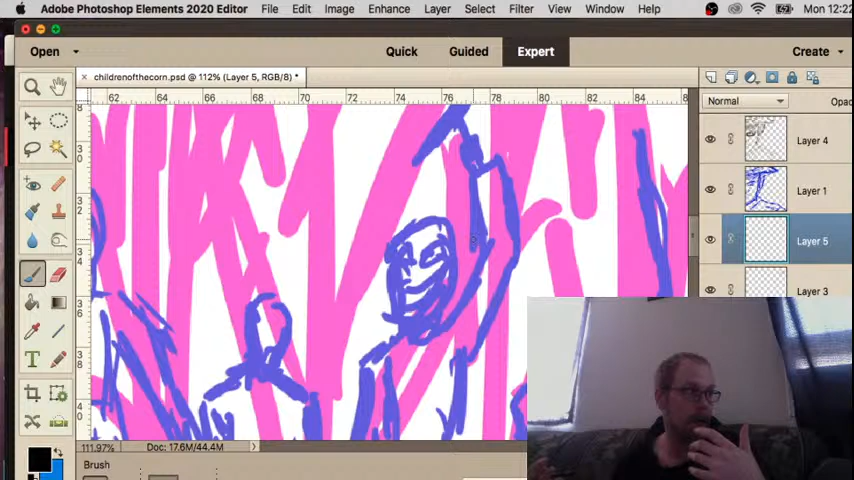 Adobe Photoshop Elements 2020 Editor File Edit Image Enhance Layer Select Filter View Window Help Mon 12:22
Open Quick Guided Expert Create
childrenofthecorn.psd @ 112% (Layer 5, RGB/8) *
62 64 66 68 70 72 74 76 78 80 82 84 8
Normal Opac
Layer 4
Layer 1
Layer 5
Layer 3
111.97% Doc: 17.6M/44.4M
Brush